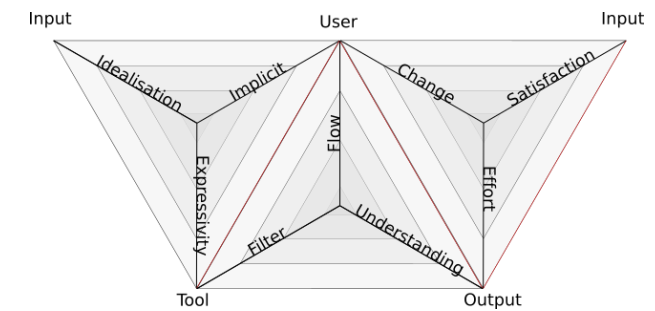 Input
User
Input
Idealisation
Implicit
Change
Satisfaction
Expressivity
Flow
Effort
Filter
Understanding
Tool
Output